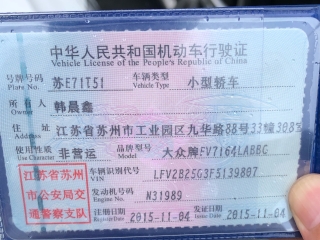 中华人民共和国机动车行驶证
Vehicle License of the People's Republic of China
号牌号码 苏E71T51 车辆类型 小型轿车
Plate No. Vehicle Type
所有人 韩晨鑫
Owner
住址 江苏省苏州市工业园区九华路88号33幢308室
Address
使用性质 非营运 品牌型号 大众牌FV7164LABBG
Use Character Model
江苏省苏州市公安局交通警察支队
车辆识别代号 LFV2B25G3F5139807
VIN
发动机号码 N31989
Engine No.
注册日期 2015-11-04 发证日期 2015-11-04
Register Date Issue Date